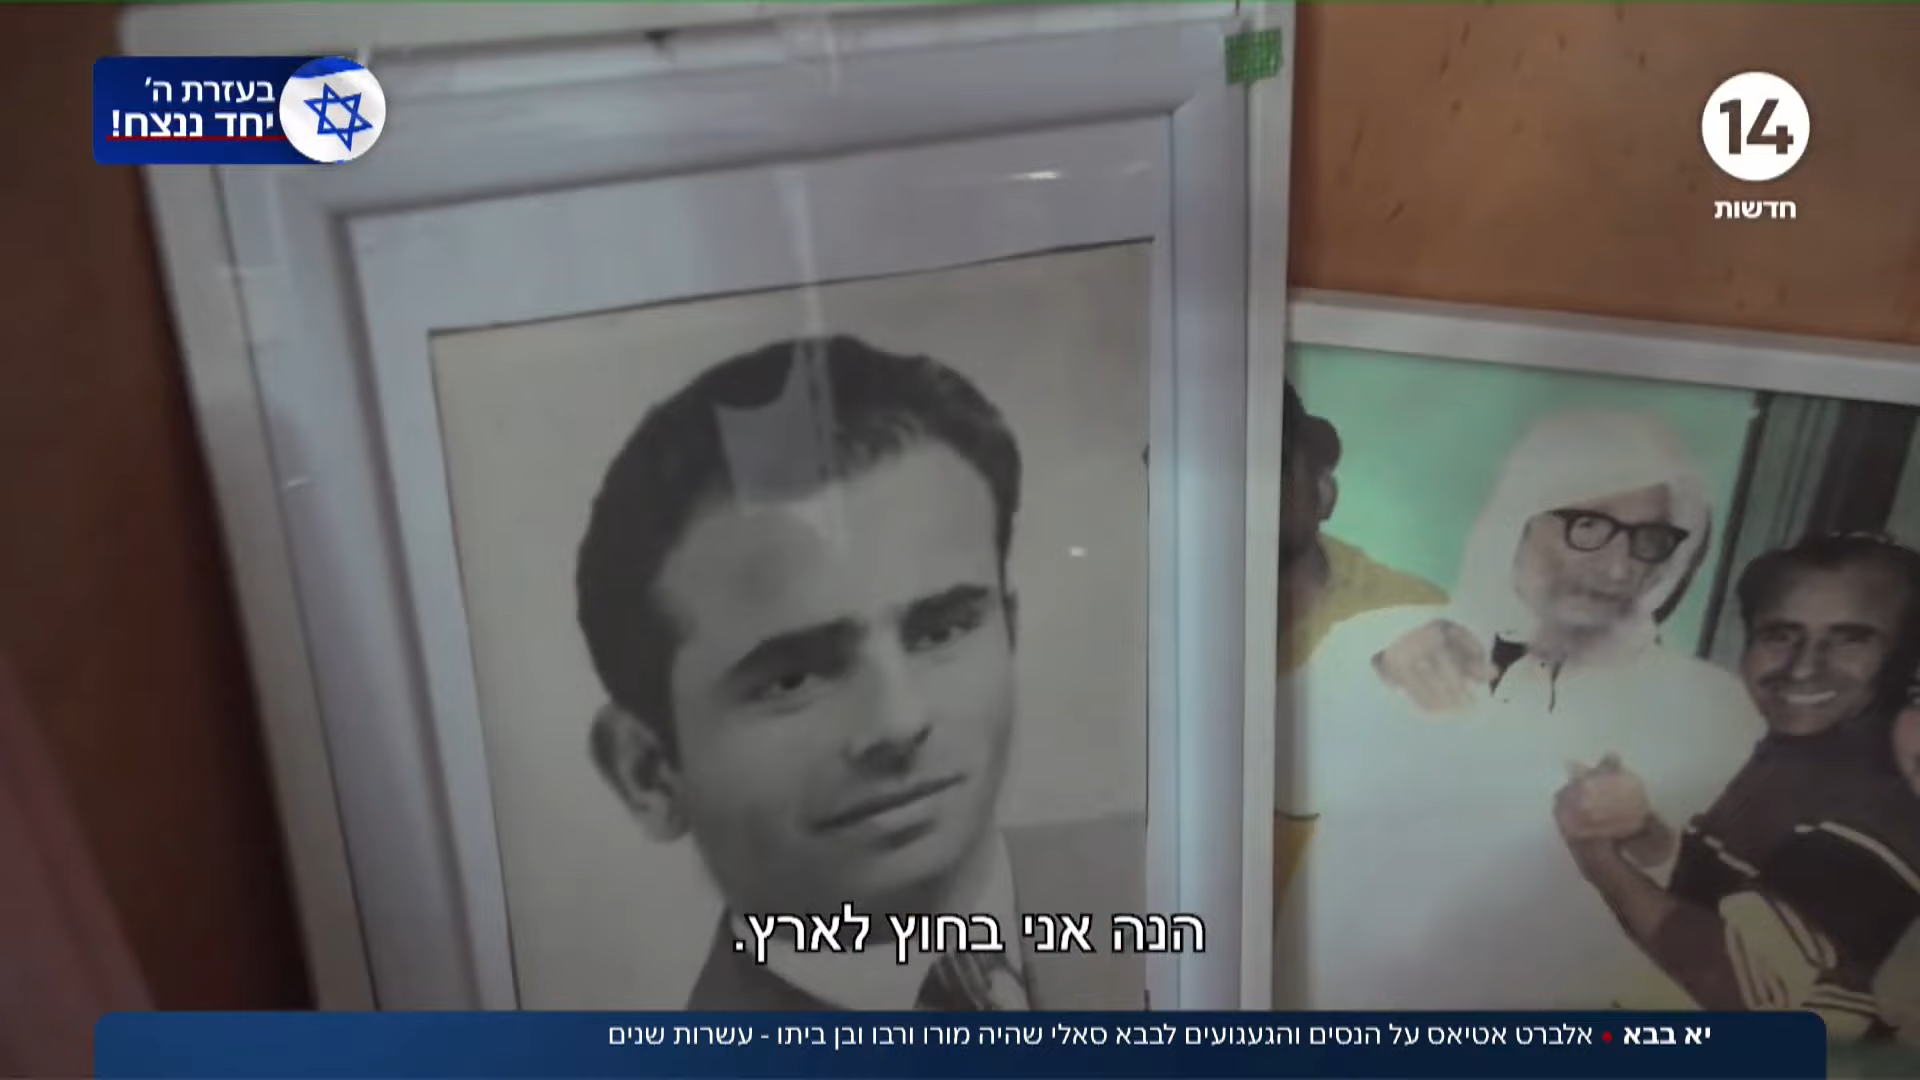 בעזרת ה'
יחד ננצח!
14
חדשות
הנה אני בחוץ לארץ.
יא בבא • אלברט אטיאס על הנסים והגעגועים לבבא סאלי שהיה מורו ורבו ובן ביתו - עשרות שנים